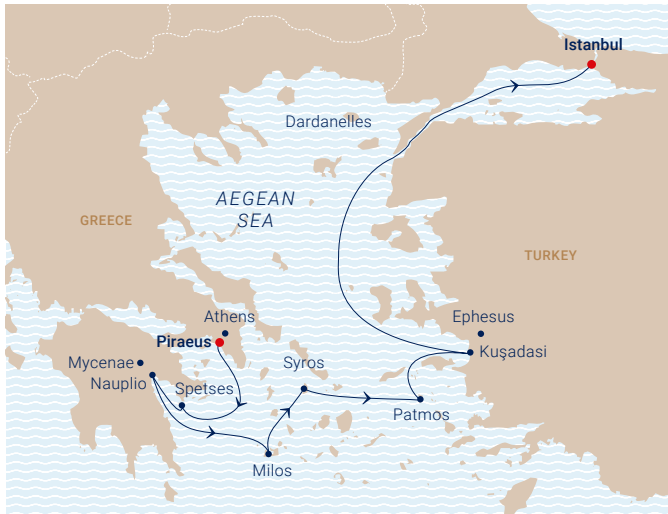 Istanbul
Dardanelles
AEGEAN
SEA
GREECE
TURKEY
Athens
Piraeus
Ephesus
Kuşadasi
Mycenae
Nauplio
Spetses
Syros
Patmos
Milos